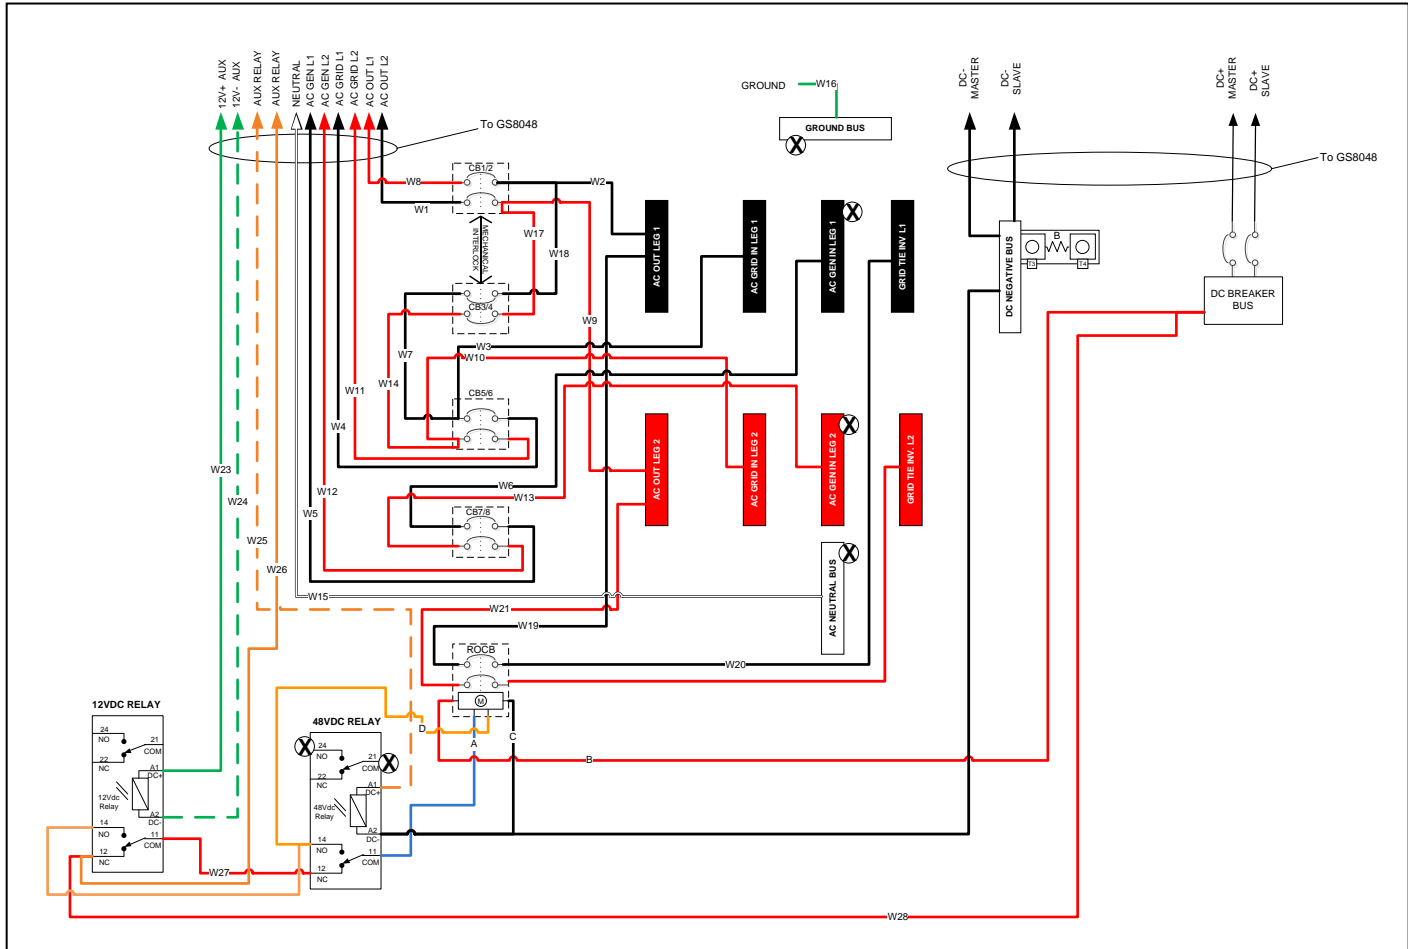 12V+ AUX
12V- AUX
AUX RELAY
AUX RELAY
NEUTRAL
AC GEN L1
AC GEN L2
AC GRID L1
AC GRID L2
AC OUT L1
AC OUT L2
To GS8048
GROUND
W16
GROUND BUS
X
DC-
MASTER
DC-
SLAVE
DC+
MASTER
DC+
SLAVE
To GS8048
CB1/2
W8
W1
W2
W17
W18
MECHANICAL
INTERLOCK
CB3/4
W9
W7
W3
W10
W14
W11
W4
CB5/6
W6
W13
W12
W5
CB7/8
AC OUT LEG 1
AC GRID IN LEG 1
AC GEN IN LEG 1
X
GRID TIE INV L1
DC NEGATIVE BUS
B
T3
T4
DC BREAKER
BUS
AC OUT LEG 2
AC GRID IN LEG 2
AC GEN IN LEG 2
X
GRID TIE INV. L2
AC NEUTRAL BUS
X
W23
W24
W25
W26
W15
W21
W19
ROCB
W20
M
D
A
C
B
12VDC RELAY
24
NO
21
COM
22
NC
A1
DC+
12Vdc
Relay
A2
DC-
14
NO
11
COM
12
NC
48VDC RELAY
X
24
NO
21
COM
X
22
NC
A1
DC+
48Vdc
Relay
A2
DC-
14
NO
11
COM
12
NC
W27
W28